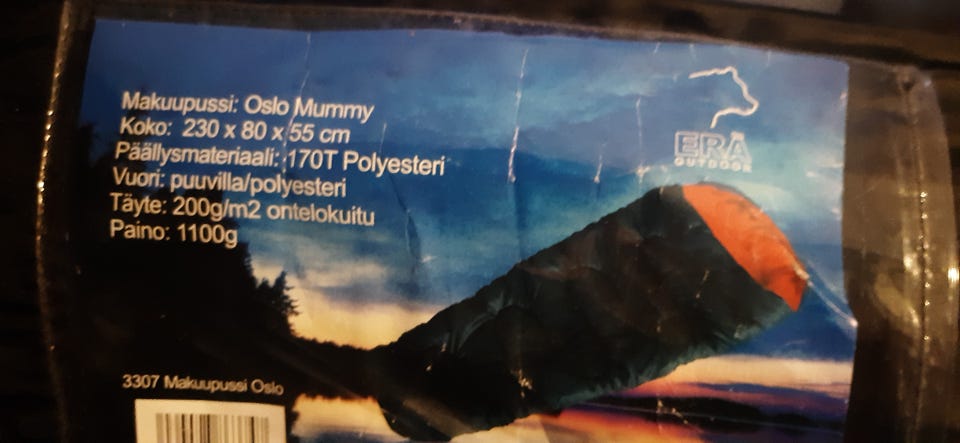 Makuupussi: Oslo Mummy
Koko: 230 x 80 x 55 cm
Päällysmateriaali: 170T Polyesteri
Vuori: puuvilla/polyesteri
Täyte: 200g/m2 ontelokuitu
Paino: 1100g
ERÄ
OUTDOOR
3307 Makuupussi Oslo